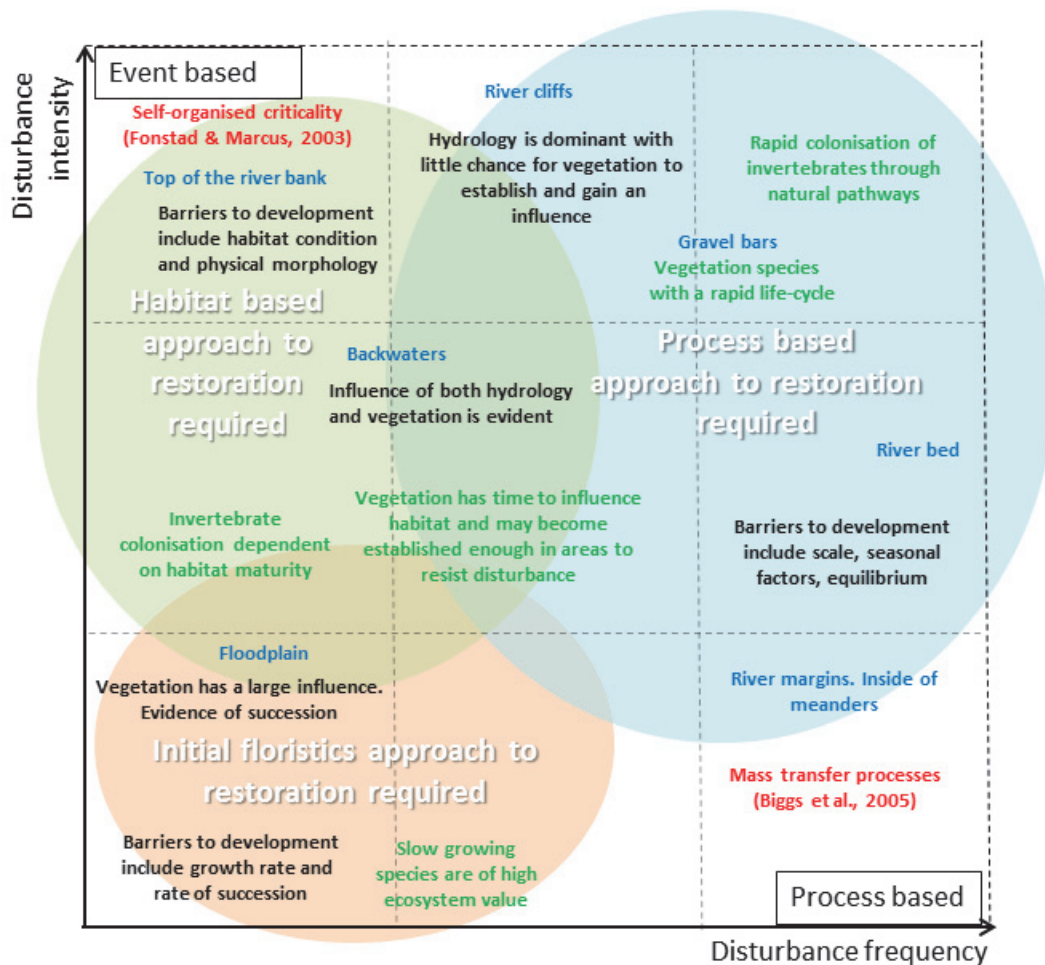 Disturbance
intensity
Event based
Self-organised criticality
(Fonstad & Marcus, 2003)
Top of the river bank
Barriers to development
include habitat condition
and physical morphology
Habitat based
approach to
restoration
required
River cliffs
Hydrology is dominant with
little chance for vegetation to
establish and gain an
influence
Rapid colonisation of
invertebrates through
natural pathways
Gravel bars
Vegetation species
with a rapid life-cycle
Backwaters
Influence of both hydrology
and vegetation is evident
Process based
approach to restoration
required
River bed
Invertebrate
colonisation dependent
on habitat maturity
Vegetation has time to influence
habitat and may become
established enough in areas to
resist disturbance
Barriers to development
include scale, seasonal
factors, equilibrium
Floodplain
Vegetation has a large influence.
Evidence of succession
Initial floristics approach to
restoration required
River margins. Inside of
meanders
Mass transfer processes
(Biggs et al., 2005)
Barriers to development
include growth rate and
rate of succession
Slow growing
species are of high
ecosystem value
Process based
Disturbance frequency